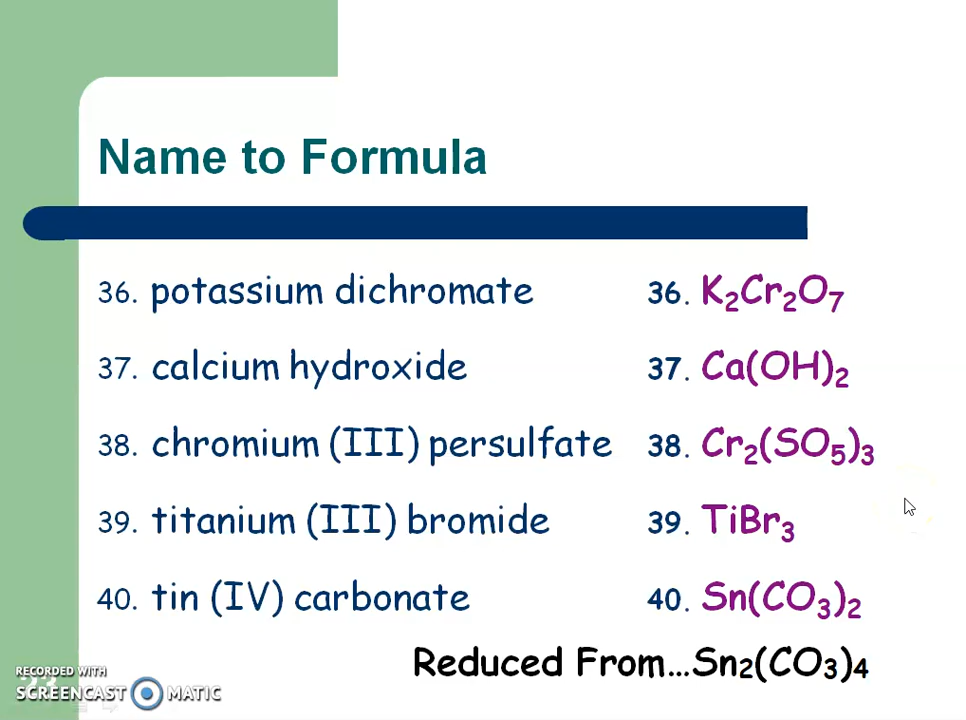 Name to Formula
36. potassium dichromate 36. K₂Cr₂O₇
37. calcium hydroxide 37. Ca(OH)₂
38. chromium (III) persulfate 38. Cr₂(SO₅)₃
39. titanium (III) bromide 39. TiBr₃
40. tin (IV) carbonate 40. Sn(CO₃)₂
Reduced From...Sn₂(CO₃)₄
RECORDED WITH
SCREENCAST MATIC